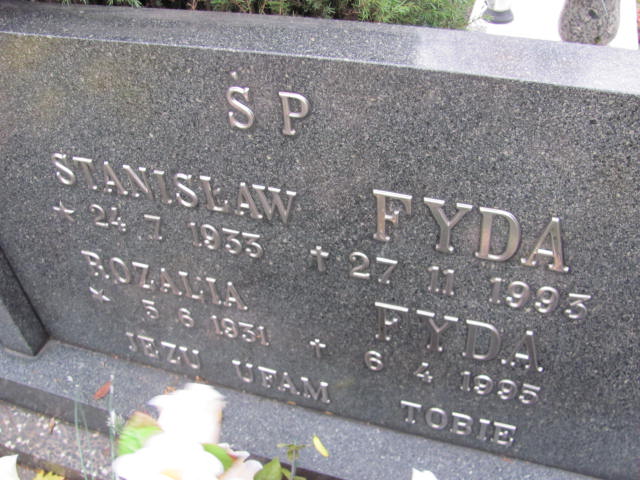 Ś P
STANISŁAW FYDA
* 24 7 1933 † 27 11 1993
ROZALIA FYDA
* 5 6 1931 † 6 4 1995
JEZU UFAM TOBIE